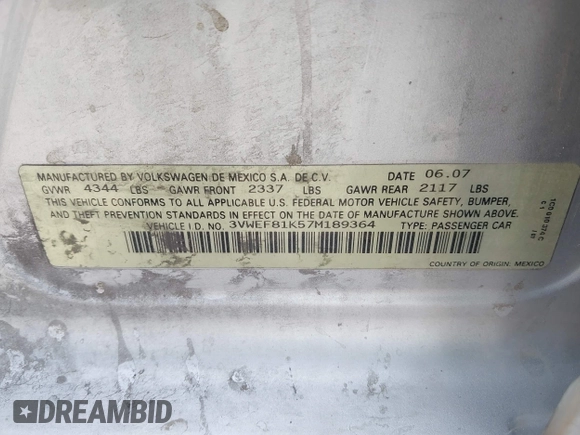 MANUFACTURED BY VOLKSWAGEN DE MEXICO S.A. DE C.V. DATE 06.07
GVWR 4344 LBS GAWR FRONT 2337 LBS GAWR REAR 2117 LBS
THIS VEHICLE CONFORMS TO ALL APPLICABLE U.S. FEDERAL MOTOR VEHICLE SAFETY, BUMPER,
AND THEFT PREVENTION STANDARDS IN EFFECT ON THE DATE OF MANUFACTURE SHOWN ABOVE.
VEHICLE I.D. NO. 3VWEF81K57M189364 TYPE: PASSENGER CAR
COUNTRY OF ORIGIN: MEXICO
DREAMBID